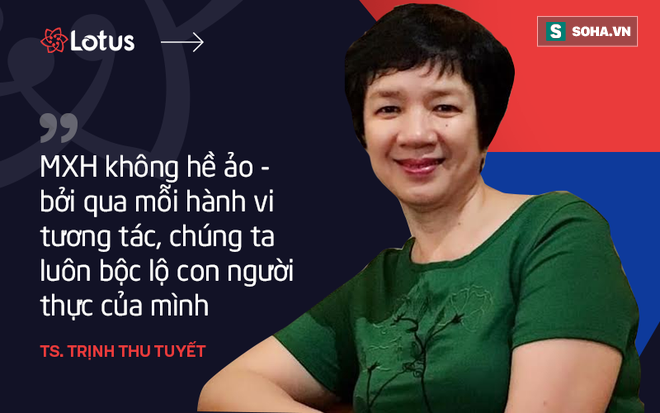 Lotus
SOHA.VN
MXH không hề ảo -
bởi qua mỗi hành vi
tương tác, chúng ta
luôn bộc lộ con người
thực của mình
TS. TRỊNH THU TUYẾT